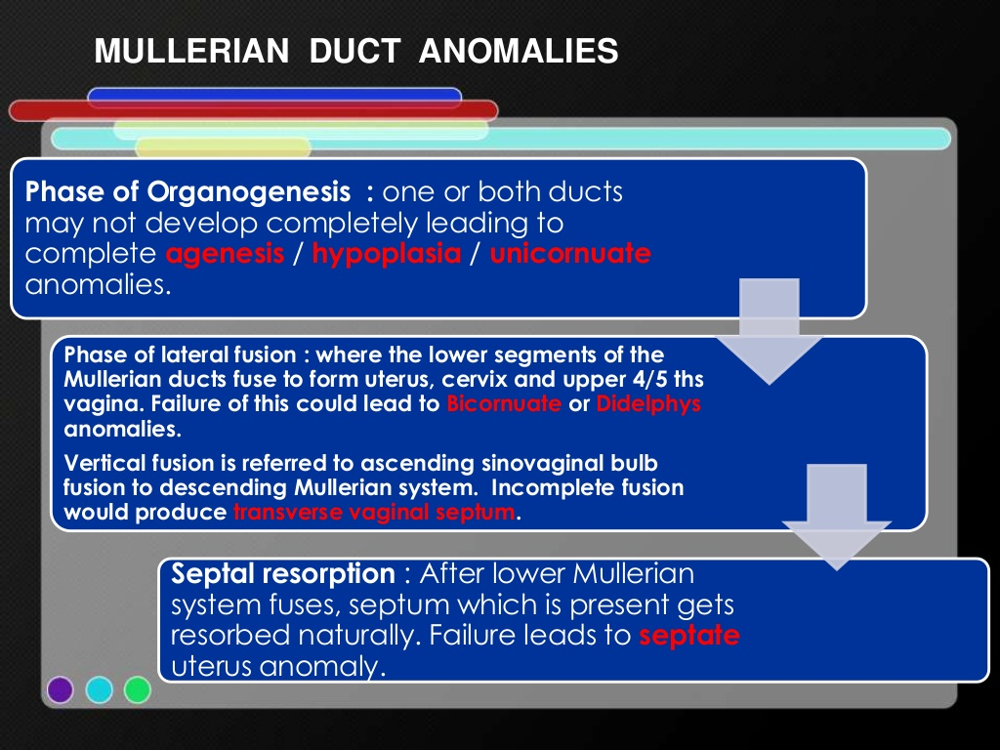 MULLERIAN DUCT ANOMALIES
Phase of Organogenesis : one or both ducts
may not develop completely leading to
complete agenesis / hypoplasia / unicornuate
anomalies.
Phase of lateral fusion : where the lower segments of the
Mullerian ducts fuse to form uterus, cervix and upper 4/5 ths
vagina. Failure of this could lead to Bicornuate or Didelphys
anomalies.
Vertical fusion is referred to ascending sinovaginal bulb
fusion to descending Mullerian system. Incomplete fusion
would produce transverse vaginal septum.
Septal resorption : After lower Mullerian
system fuses, septum which is present gets
resorbed naturally. Failure leads to septate
uterus anomaly.